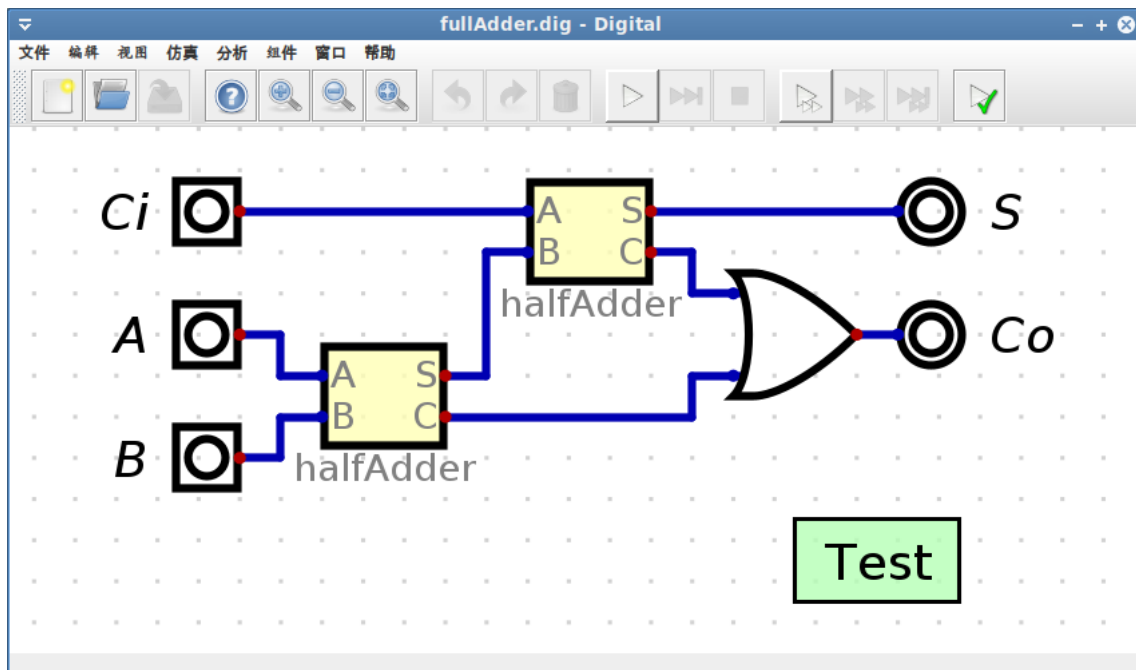 fullAdder.dig - Digital
文件 编辑 视图 仿真 分析 组件 窗口 帮助
Ci
A S
S
B C
halfAdder
A
Co
A S
B C
B
halfAdder
Test